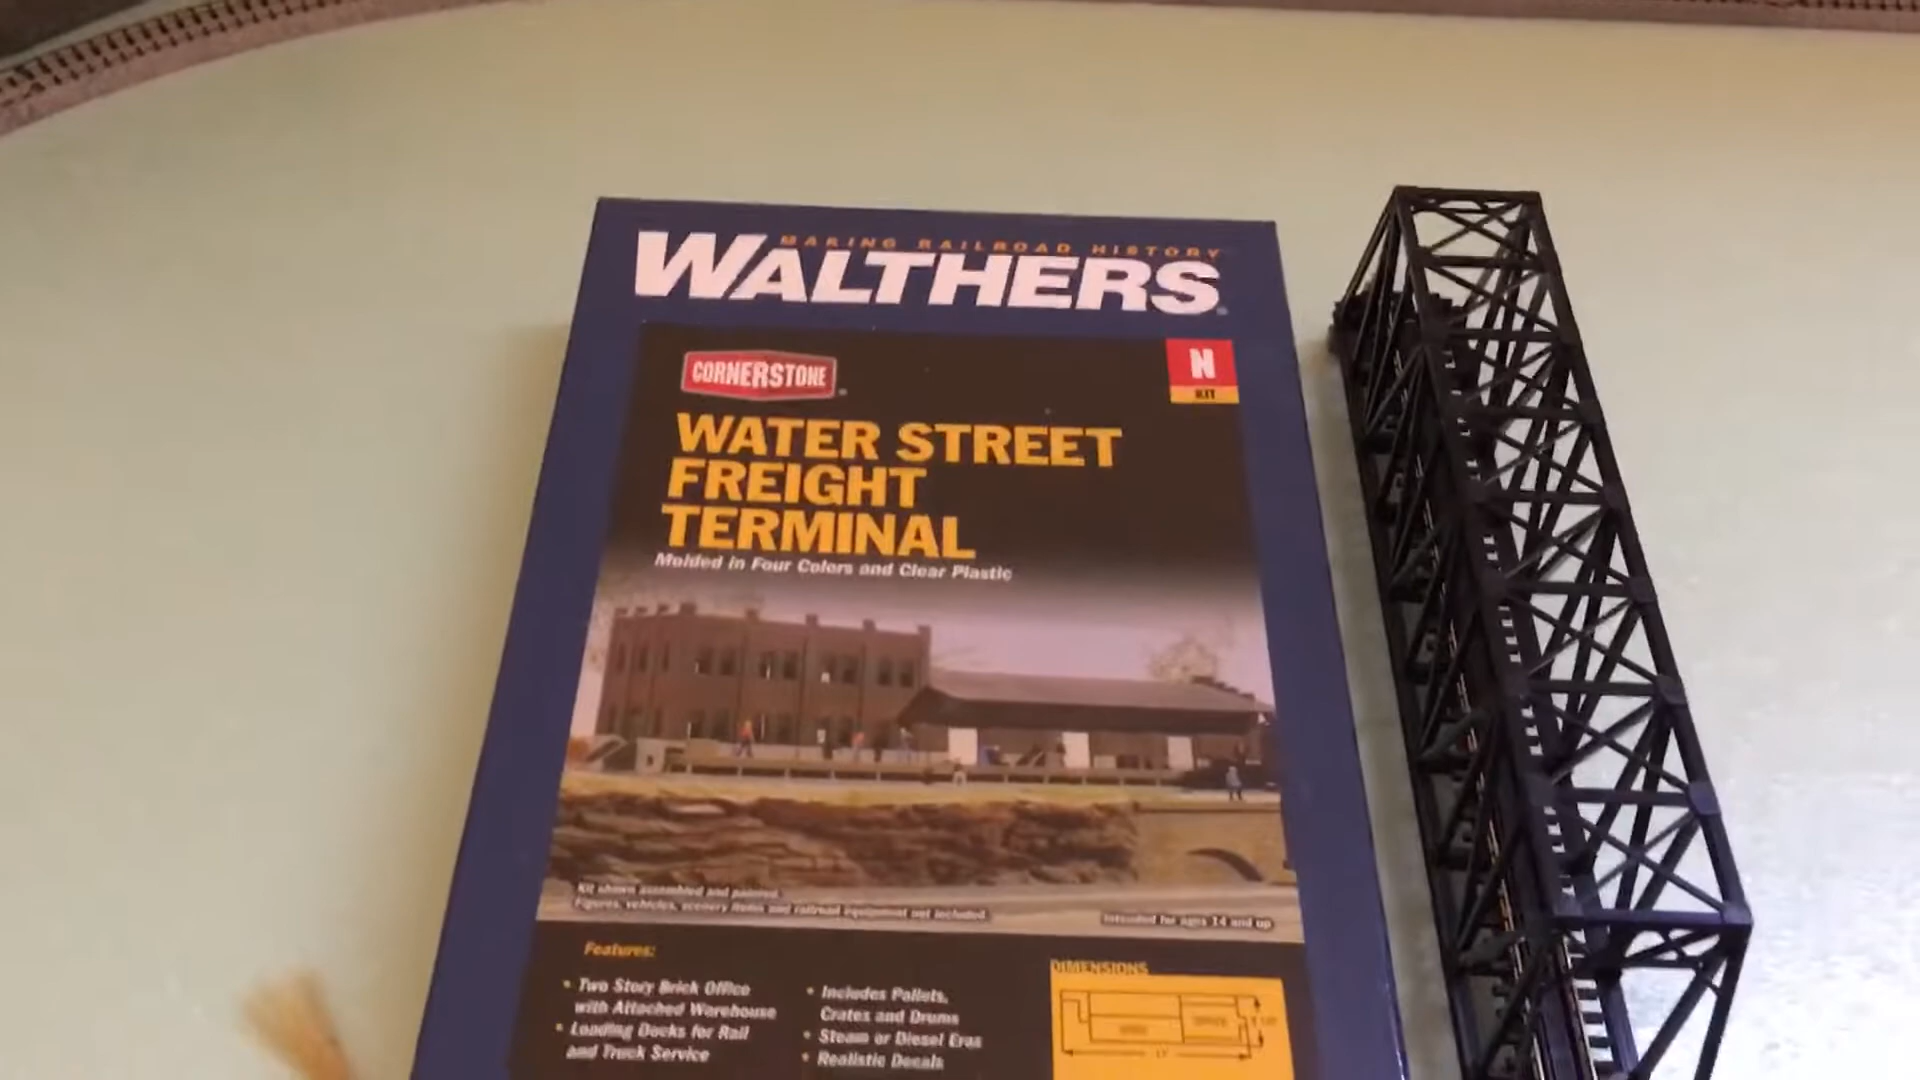 MAKING RAILROAD HISTORY
WALTHERS
CORNERSTONE
N
KIT
WATER STREET
FREIGHT
TERMINAL
Molded in Four Colors and Clear Plastic
Kit shown assembled and painted.
Figures, vehicles, scenery items and railroad equipment not included.
Intended for ages 14 and up
Features:
• Two Story Brick Office
with Attached Warehouse
• Loading Docks for Rail
and Truck Service
• Includes Pallets,
Crates and Drums
• Steam or Diesel Eras
• Realistic Decals
DIMENSIONS